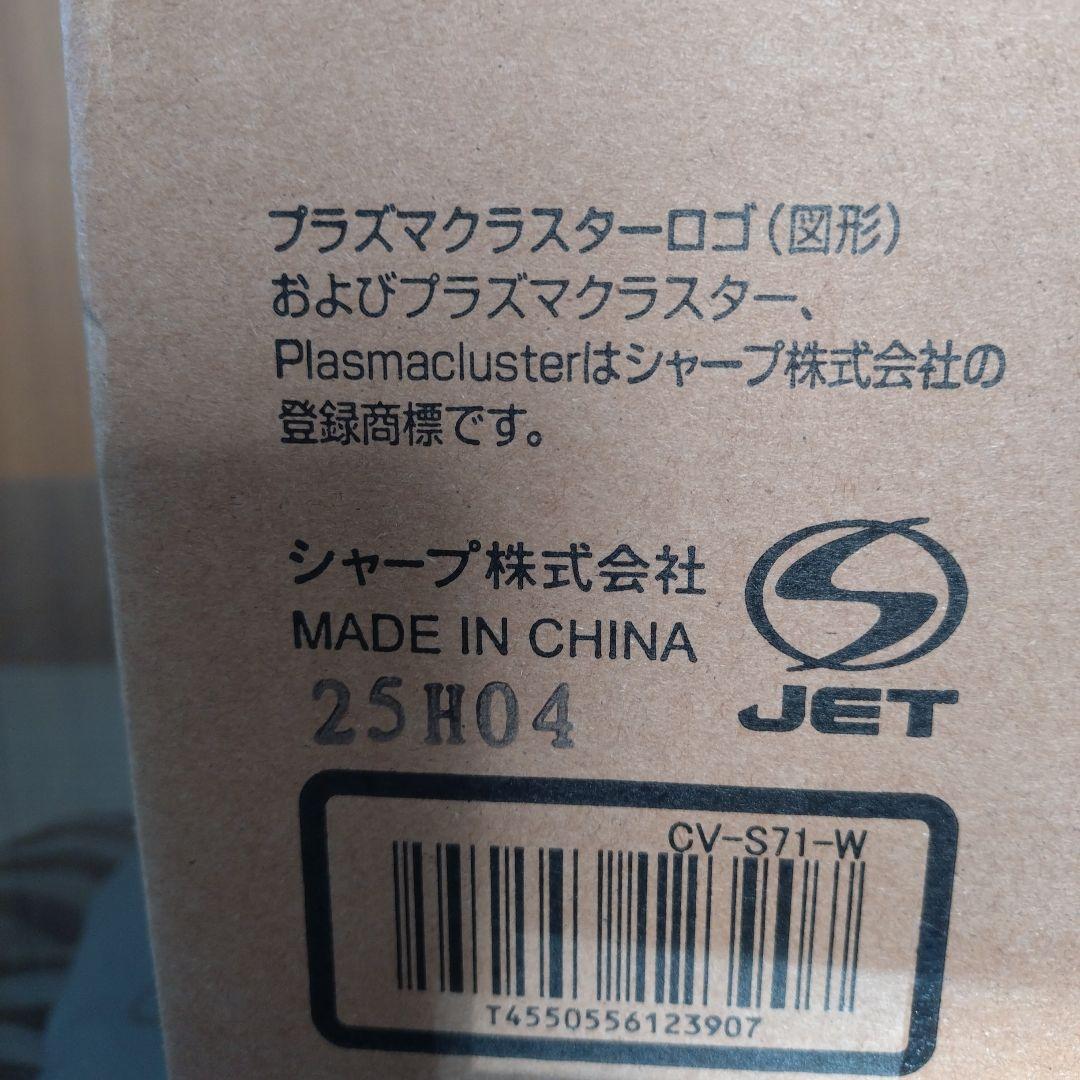 プラズマクラスターロゴ(図形)
およびプラズマクラスター、
Plasmaclusterはシャープ株式会社の
登録商標です。
シャープ株式会社
MADE IN CHINA
25H04
S
JET
CV-S71-W
T4550556123907